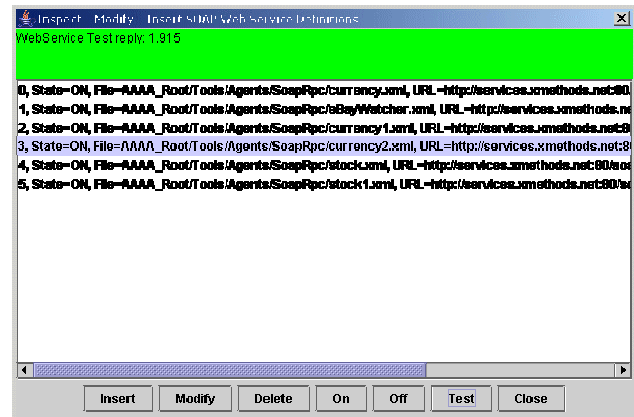 Inspect - Modify - Insert SOAP Web Service Definitions
WebService Test reply: 1.915
0, State=ON, File=AAAA_Root/Tools/Agents/SoapRpc/currency.xml, URL=http://services.xmethods.net:80
1, State=ON, File=AAAA_Root/Tools/Agents/SoapRpc/eBayWatcher.xml, URL=http://services.xmethods.ne
2, State=ON, File=AAAA_Root/Tools/Agents/SoapRpc/currency1.xml, URL=http://services.xmethods.net:8
3, State=ON, File=AAAA_Root/Tools/Agents/SoapRpc/currency2.xml, URL=http://services.xmethods.net:8
4, State=ON, File=AAAA_Root/Tools/Agents/SoapRpc/stock.xml, URL=http://services.xmethods.net:80/soa
5, State=ON, File=AAAA_Root/Tools/Agents/SoapRpc/stock1.xml, URL=http://services.xmethods.net:80/so
Insert Modify Delete On Off Test Close